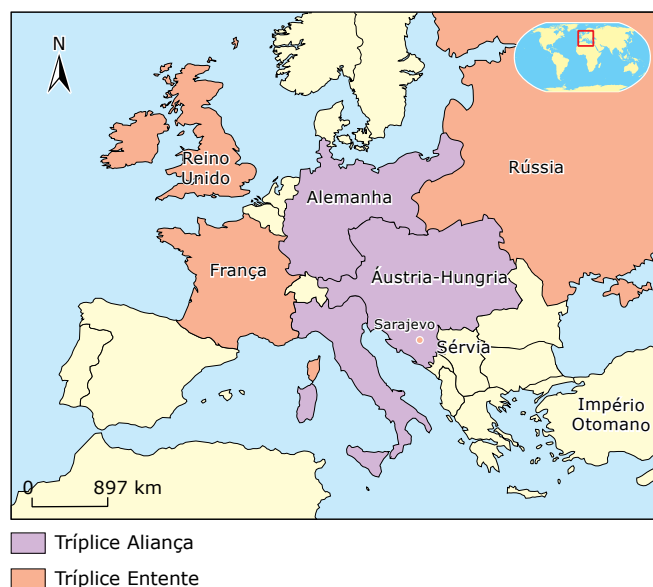 N
Reino
Unido
Rússia
Alemanha
França
Áustria-Hungria
Sarajevo
Sérvia
Império
Otomano
0 897 km
Tríplice Aliança
Tríplice Entente